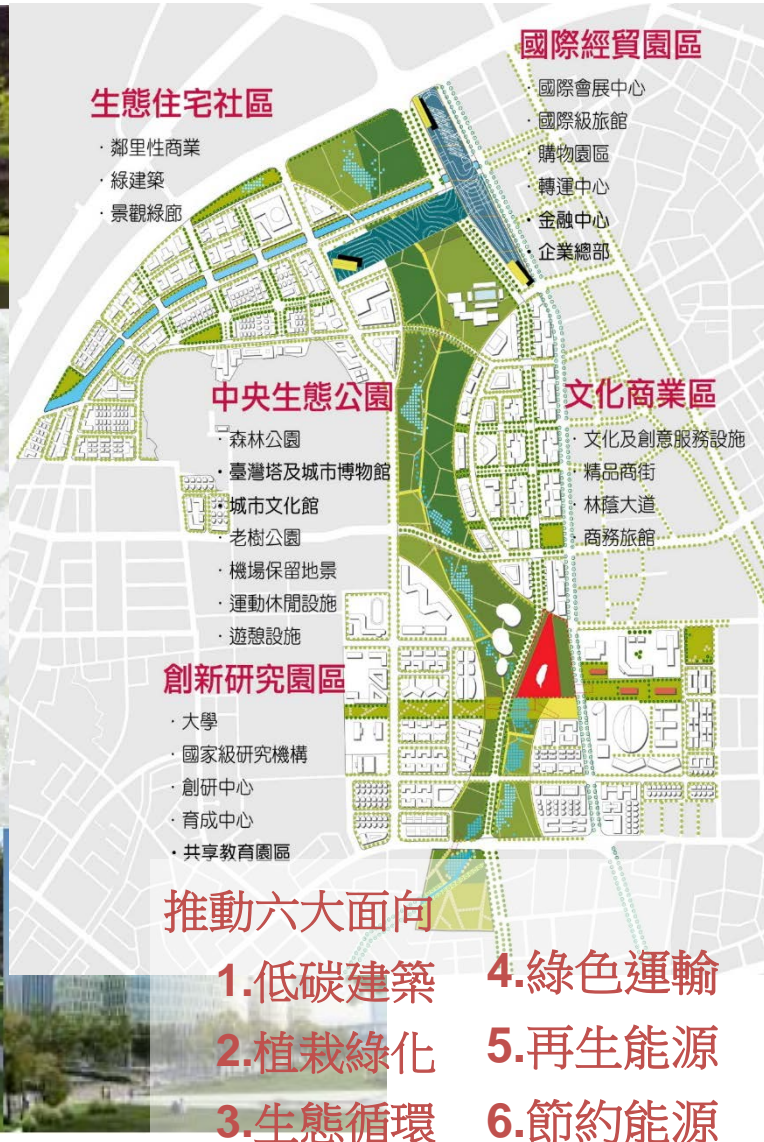 國際經貿園區
·國際會展中心
·國際級旅館
·購物園區
·轉運中心
·金融中心
·企業總部
生態住宅社區
·鄰里性商業
·綠建築
·景觀綠廊
中央生態公園
·森林公園
·臺灣塔及城市博物館
·城市文化館
·老樹公園
·機場保留地景
·運動休閒設施
·遊憩設施
文化商業區
·文化及創意服務設施
·精品商街
·林蔭大道
·商務旅館
創新研究園區
·大學
·國家級研究機構
·創研中心
·育成中心
·共享教育園區
推動六大面向
1.低碳建築
2.植栽綠化
3.生態循環
4.綠色運輸
5.再生能源
6.節約能源